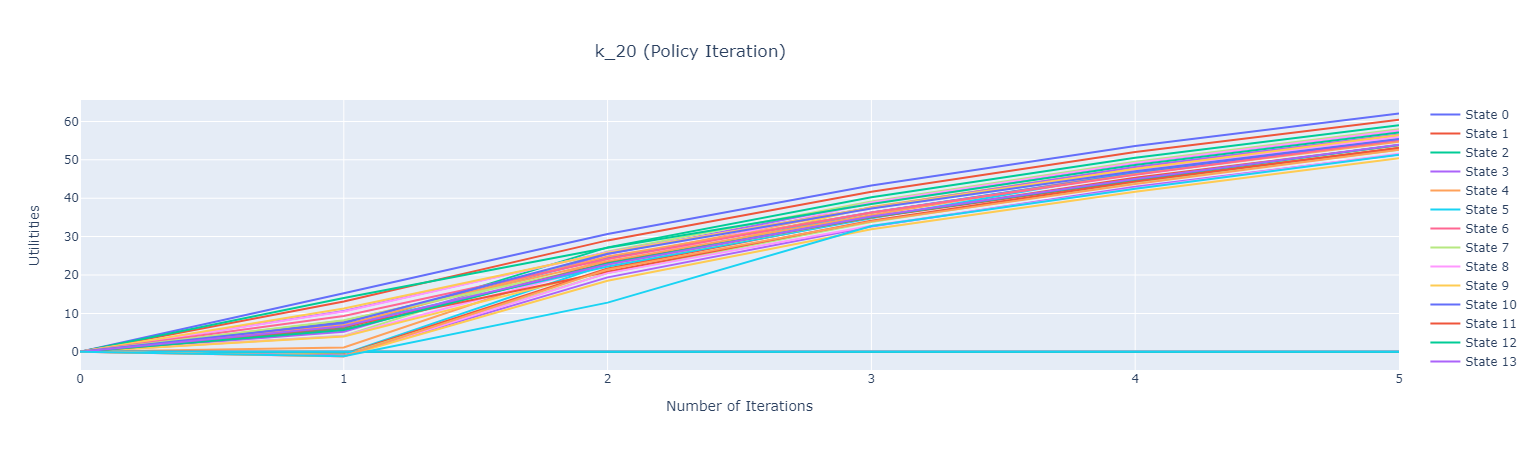 k_20 (Policy Iteration)
Utilitities
60
50
40
30
20
10
0
0 1 2 3 4 5
Number of Iterations
State 0
State 1
State 2
State 3
State 4
State 5
State 6
State 7
State 8
State 9
State 10
State 11
State 12
State 13